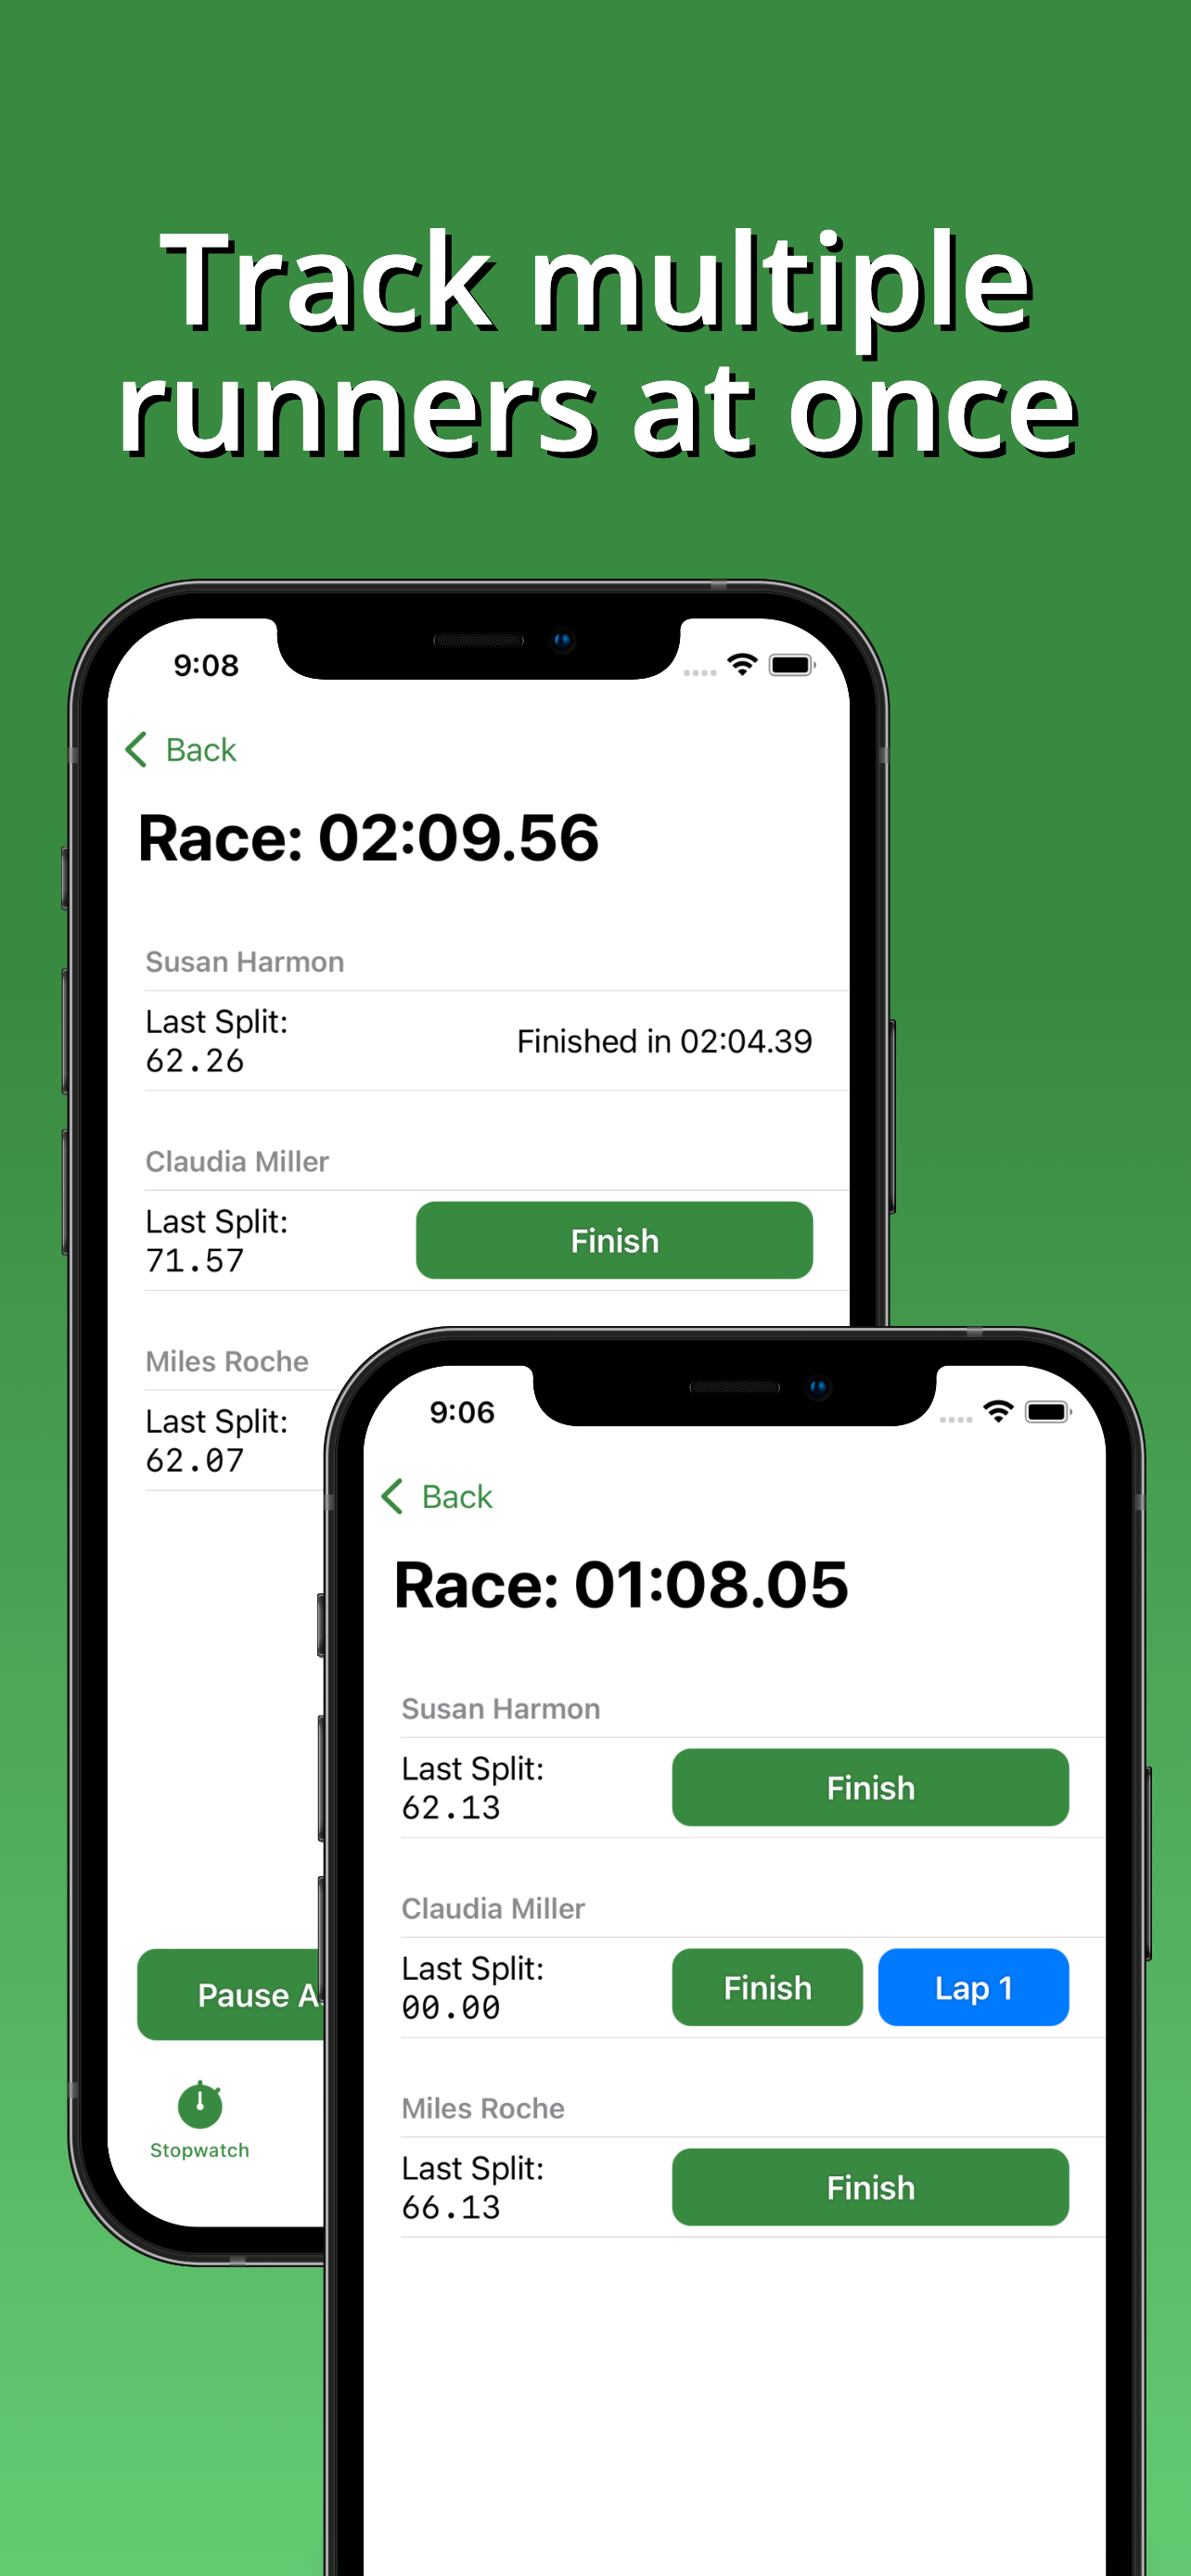 Track multiple
runners at once
9:08
Back
Race: 02:09.56
Susan Harmon
Last Split:
62.26
Finished in 02:04.39
Claudia Miller
Last Split:
71.57
Finish
Miles Roche
Last Split:
62.07
Pause
Stopwatch
9:06
Back
Race: 01:08.05
Susan Harmon
Last Split:
62.13
Finish
Claudia Miller
Last Split:
00.00
Finish
Lap 1
Miles Roche
Last Split:
66.13
Finish